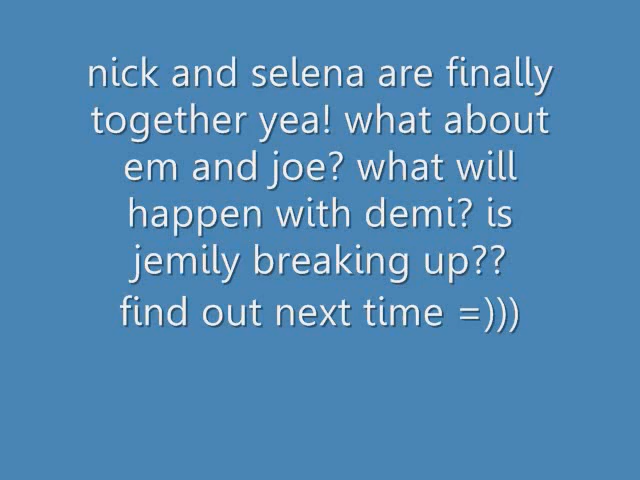 nick and selena are finally
together yea! what about
em and joe? what will
happen with demi? is
jemily breaking up??
find out next time =)))